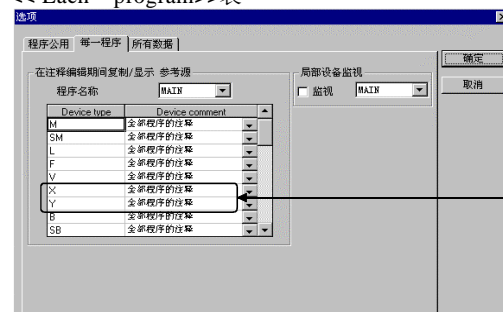 << Each program>>表
选项
程序公用 每一程序 所有数据
在注释编辑期间复制/显示 参考源
程序名称 MAIN
Device type Device comment
M 全部程序的注释
SM 全部程序的注释
L 全部程序的注释
F 全部程序的注释
V 全部程序的注释
X 全部程序的注释
Y 全部程序的注释
B 全部程序的注释
SB 全部程序的注释
局部设备监视
监视 MAIN
确定
取消